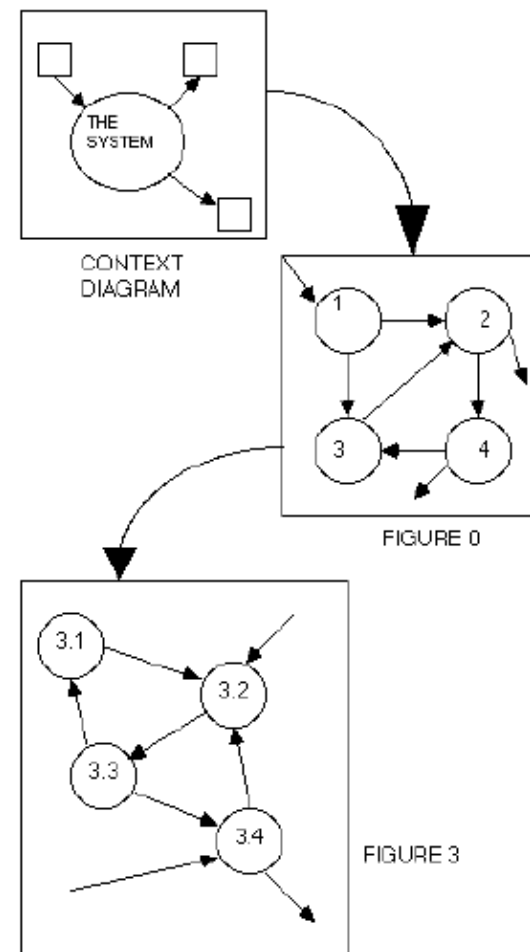 THE
SYSTEM
CONTEXT
DIAGRAM
1
2
3
4
FIGURE 0
3.1
3.2
3.3
3.4
FIGURE 3